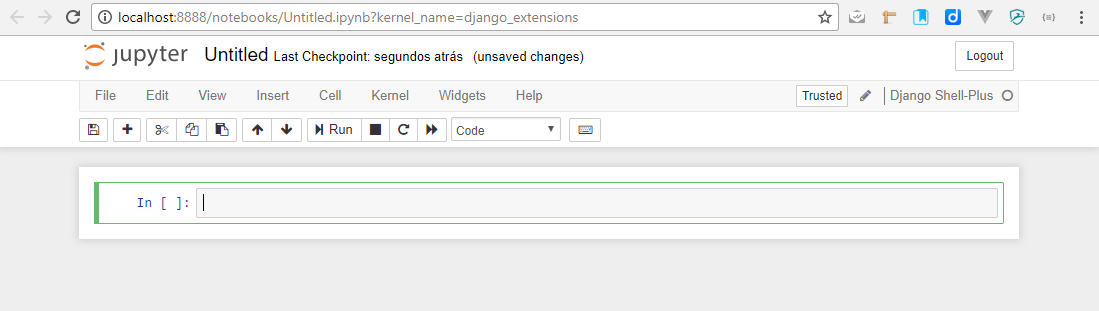 localhost:8888/notebooks/Untitled.ipynb?kernel_name=django_extensions
jupyter Untitled Last Checkpoint: segundos atrás (unsaved changes) Logout
File Edit View Insert Cell Kernel Widgets Help Trusted Django Shell-Plus
Run Code
In [ ]: